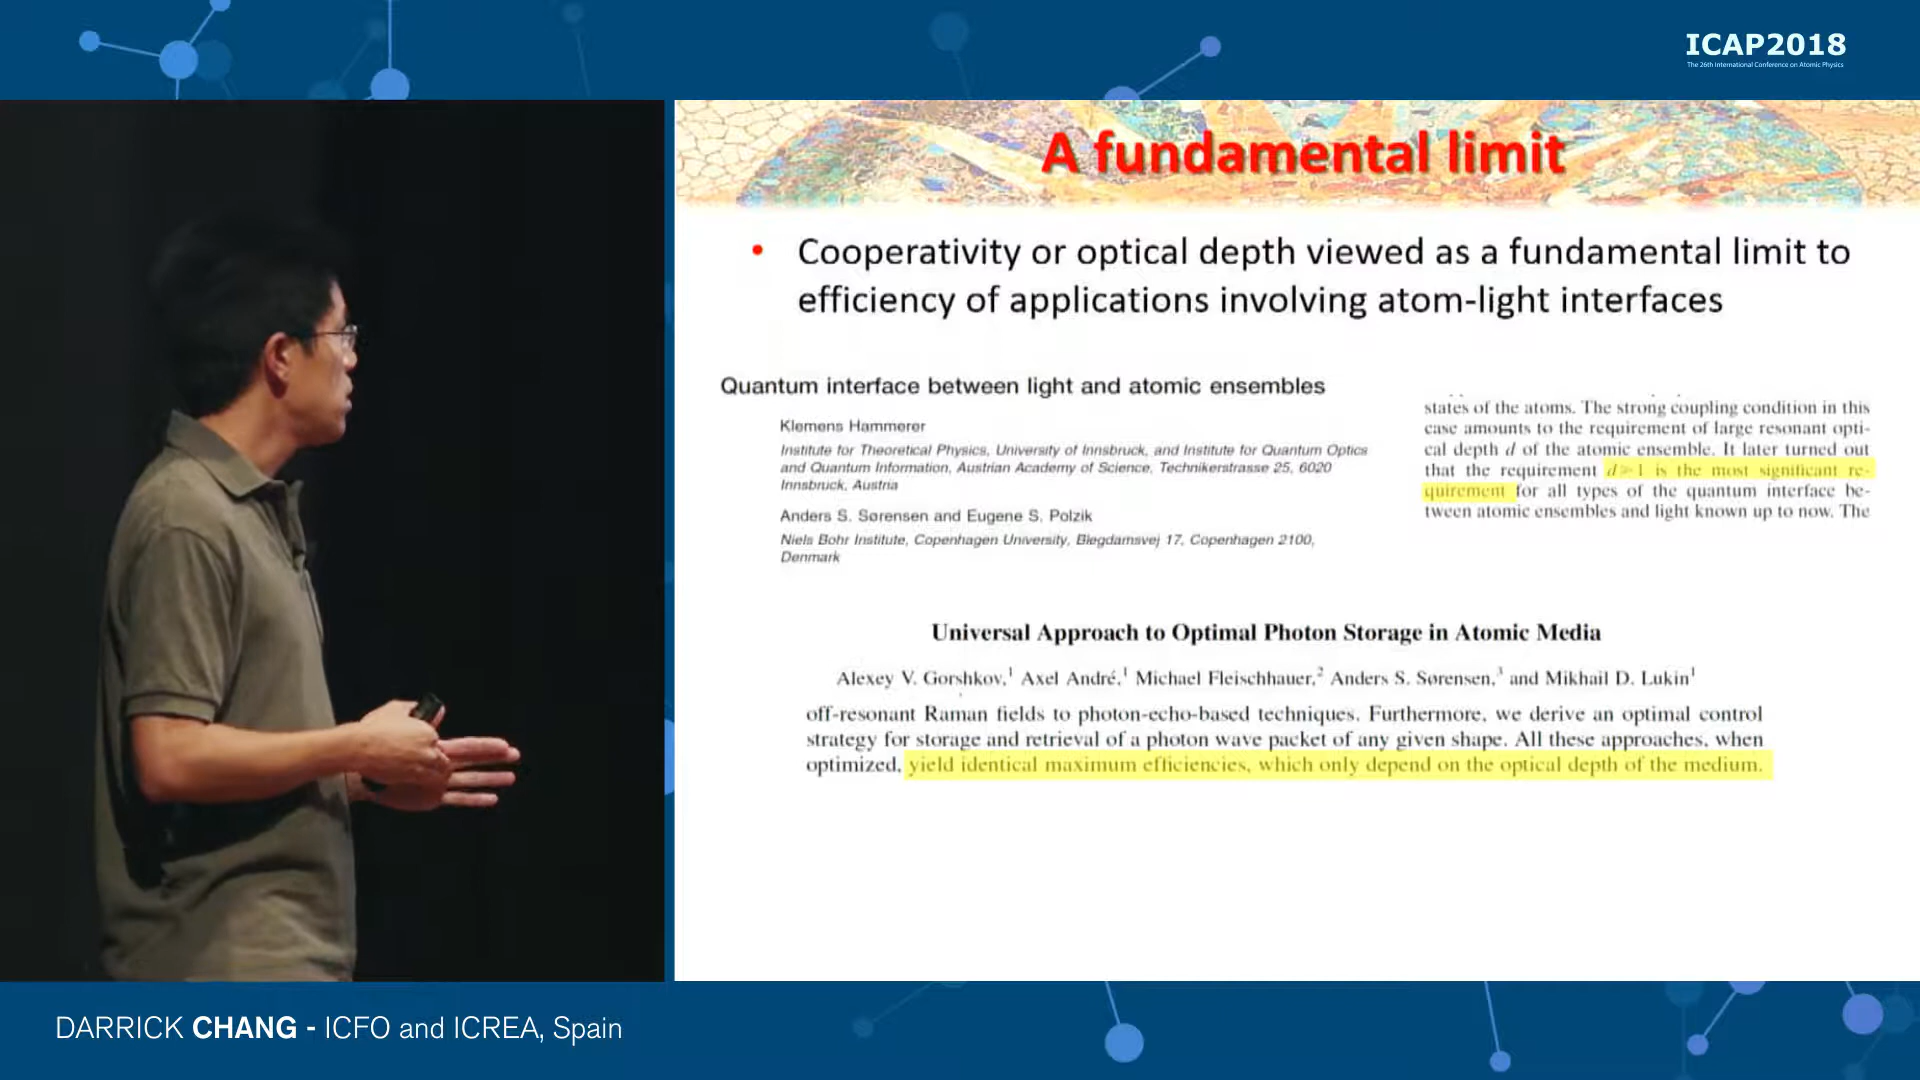 ICAP2018
The 26th International Conference on Atomic Physics
A fundamental limit
• Cooperativity or optical depth viewed as a fundamental limit to
efficiency of applications involving atom-light interfaces
Quantum interface between light and atomic ensembles
Klemens Hammerer
Institute for Theoretical Physics, University of Innsbruck, and Institute for Quantum Optics
and Quantum Information, Austrian Academy of Science, Technikerstrasse 25, 6020
Innsbruck, Austria
Anders S. Sørensen and Eugene S. Polzik
Niels Bohr Institute, Copenhagen University, Blegdamsvej 17, Copenhagen 2100,
Denmark
states of the atoms. The strong coupling condition in this
case amounts to the requirement of large resonant opti-
cal depth d of the atomic ensemble. It later turned out
that the requirement d > 1 is the most significant re-
quirement for all types of the quantum interface be-
tween atomic ensembles and light known up to now. The
Universal Approach to Optimal Photon Storage in Atomic Media
Alexey V. Gorshkov,¹ Axel André,¹ Michael Fleischhauer,² Anders S. Sørensen,³ and Mikhail D. Lukin¹
off-resonant Raman fields to photon-echo-based techniques. Furthermore, we derive an optimal control
strategy for storage and retrieval of a photon wave packet of any given shape. All these approaches, when
optimized, yield identical maximum efficiencies, which only depend on the optical depth of the medium.
DARRICK CHANG - ICFO and ICREA, Spain